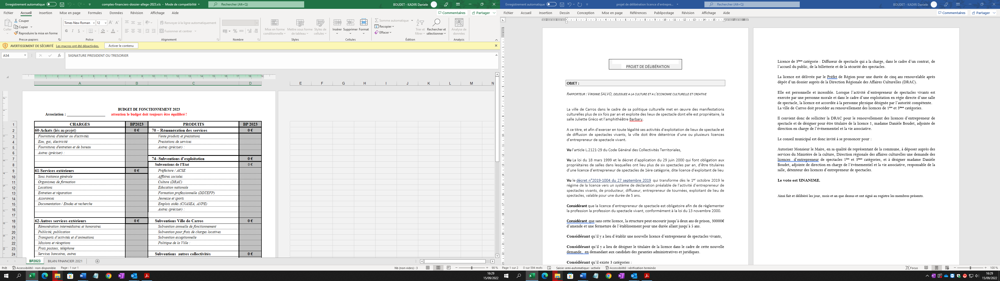 Enregistrement automatique
comptes-financiers-dossier-allege-2023.xls - Mode de compatibilité
Rechercher (Alt+Q)
BOUDET - KADIRI Daniele
Fichier Accueil Insertion Mise en page Formules Données Révision Affichage Aide
Commentaires Partager
Coller
Couper
Copier
Reproduire la mise en forme
Presse-papiers
Times New Roman 12
G I S
Police
Renvoyer à la ligne automatiquement
Fusionner et centrer
Alignement
% 000
Nombre
Mise en forme conditionnelle
Mettre sous forme de tableau
Styles de cellules
Styles
Insérer Supprimer Format
Cellules
Somme automatique
Recopier
Effacer
Trier et filtrer
Rechercher et sélectionner
Édition
Analyse de données
Analysis
AVERTISSEMENT DE SÉCURITÉ Les macros ont été désactivées. Activer le contenu
A54 fx SIGNATURE PRESIDENT OU TRESORIER
A B C D E F G H I J K L M N
BUDGET DE FONCTIONNEMENT 2023
Association : ____________________ attention le budget doit toujours être équilibré !
1 CHARGES BP2023 PRODUITS BP 2023
2 60-Achats (liés au projet) 0 € 70 – Rémunération des services 0 €
3 Fournitures d'atelier ou d'activités Vente produits et prestations
4 Eau, gaz, électricité Prestations de services
5 Fournitures d'entretien et de bureau Autres (préciser) :
6 Autres (préciser) :
7 74--Subventions d’exploitation 0 €
8 Subventions de l’Etat 0 €
9 61-Services extérieurs 0 € Préfecture / ACSE
10 Sous traitance générale Affaires sociales
11 Organismes de formation Culture (DRAC)
12 Locations Education nationale
13 Entretien et réparation Formation professionnelle (DDTEFP)
14 Assurances Jeunesse et sports
15 Documentation / Etudes et recherche Emplois aidés (CNASEA, ANPE)
16 Autres (préciser) :
17
18 62-Autres services extérieurs 0 € Subventions Ville de Carros 0 €
19 Rémunération intermédiaires et honoraires Subvention annuelle de fonctionnement
20 Publicité, publication Subvention pour frais de charges locatives
21 Transports d’activités et d’animations Subvention exceptionnelle
22 Missions et réceptions Politique de la Ville :
23 Frais postaux, téléphone
24 Services bancaires, autres Subventions autres collectivités 0 €
BP2023 BILAN FINANCIER 2021
Prêt Accessibilité : non disponible Page : 1 sur 1 Nb (non vides) : 3 98 %
16:29
15/09/2022
Enregistrement automatique
projet de délibération licence d'entrepre...
Rechercher (Alt+Q)
BOUDET - KADIRI Daniele
Fichier Accueil Insertion Dessin Conception Mise en page Références Publipostage Révision Affichage Aide
Commentaires Partager
PROJET DE DÉLIBÉRATION
OBJET :
RAPPORTEUR : VIRGINIE SALVO, DELEGUEE A LA CULTURE ET A L’ECONOMIE CULTURELLE ET CREATIVE
La ville de Carros dans le cadre de sa politique culturelle met en œuvre des manifestations
culturelles plus de six fois par an et exploite des lieux de spectacle dont elle est propriétaire, la
salle Juliette Gréco et l’amphithéâtre Barbary.
A ce titre, et afin d’exercer en toute légalité ses activités d’exploitation de lieux de spectacle et
de diffusion de spectacles vivants, la ville doit être détentrice d’une ou plusieurs licences
d’entrepreneur de spectacle vivant.
Vu l’article L.2121-29 du Code Général des Collectivités Territoriales,
Vu La loi du 18 mars 1999 et le décret d’application du 29 juin 2000 qui font obligation aux
propriétaires de salles dans lesquelles ont lieu plus de six spectacles par an, d’être titulaires
d’une licence d’entrepreneur de spectacles de 1ère catégorie, dite licence d’exploitant de lieu
Vu le décret n°2019-1004 du 27 septembre 2019 qui transforme dès le 1er octobre 2019 le
régime de la licence vers un système de déclaration préalable de l’activité d’entrepreneur de
spectacles vivants, de producteur, diffuseur, entrepreneur de tournées, exploitant de lieu de
spectacles, valable pour une durée de 5 ans.
Considérant que la licence d’entrepreneur de spectacle est obligatoire afin de de règlementer
la profession la profession du spectacle vivant, conformément à la loi du 13 novembre 2000.
Considérant que sans cette licence, la structure peut encourir jusqu’à deux ans de prison, 30000€
d’amende et une fermeture de l’établissement pour une durée allant jusqu’à 5 ans.
Considérant qu’il y a lieu d’établir une nouvelle licence d’entrepreneur de spectacles vivants,
Considérant qu’il y a lieu de désigner le titulaire de la licence dans le cadre de cette nouvelle
demande, en demandant aux candidats des garanties administratives et juridiques.
Considérant qu’il existe 3 catégories :
Licence de 3ème catégorie : Diffuseur de spectacle qui a la charge, dans le cadre d’un contrat, de
l’accueil du public, de la billetterie et de la sécurité des spectacles.
La licence est délivrée par le Préfet de Région pour une durée de cinq ans renouvelable après
dépôt d’un dossier auprès de la Direction Régionale des Affaires Culturelles (DRAC).
Elle est personnelle et incessible. Lorsque l’activité d’entrepreneur de spectacles vivants est
exercée par une personne morale et dans le cadre d’une exploitation en régie directe d’une salle
de spectacle, la licence est accordée à la personne physique désignée par l’autorité compétente.
La ville de Carros doit procéder au renouvellement des licences de 1ère et 3ème catégories.
Il convient donc de solliciter la DRAC pour le renouvellement des licences d’entrepreneur de
spectacle et de désigner pour être titulaire de la licence 1, madame Danièle Boudet, adjointe de
direction en charge de l’événementiel et la vie associative.
Le conseil municipal est donc invité à se prononcer pour :
Autoriser Monsieur le Maire, en sa qualité de représentant de la commune, à déposer auprès des
services du Ministère de la culture, Direction régionale des affaires culturelles une demande des
licences d’entrepreneur de spectacles 1ère et 3ème catégories, et à désigner madame Danièle
Boudet, adjointe de direction en charge de l’événementiel et la vie associative, responsable de la
salle, détenteur des licences d’entrepreneur de spectacles.
Le vote est UNANIME.
Ainsi fait et délibéré les jour, mois et an que dessus et ont signé au registre les membres présents.
Page 1 sur 2 0 sur 594 mots Saisie semi-automatique : activée Accessibilité : vérification terminée Focus 100 %
16:29
15/09/2022